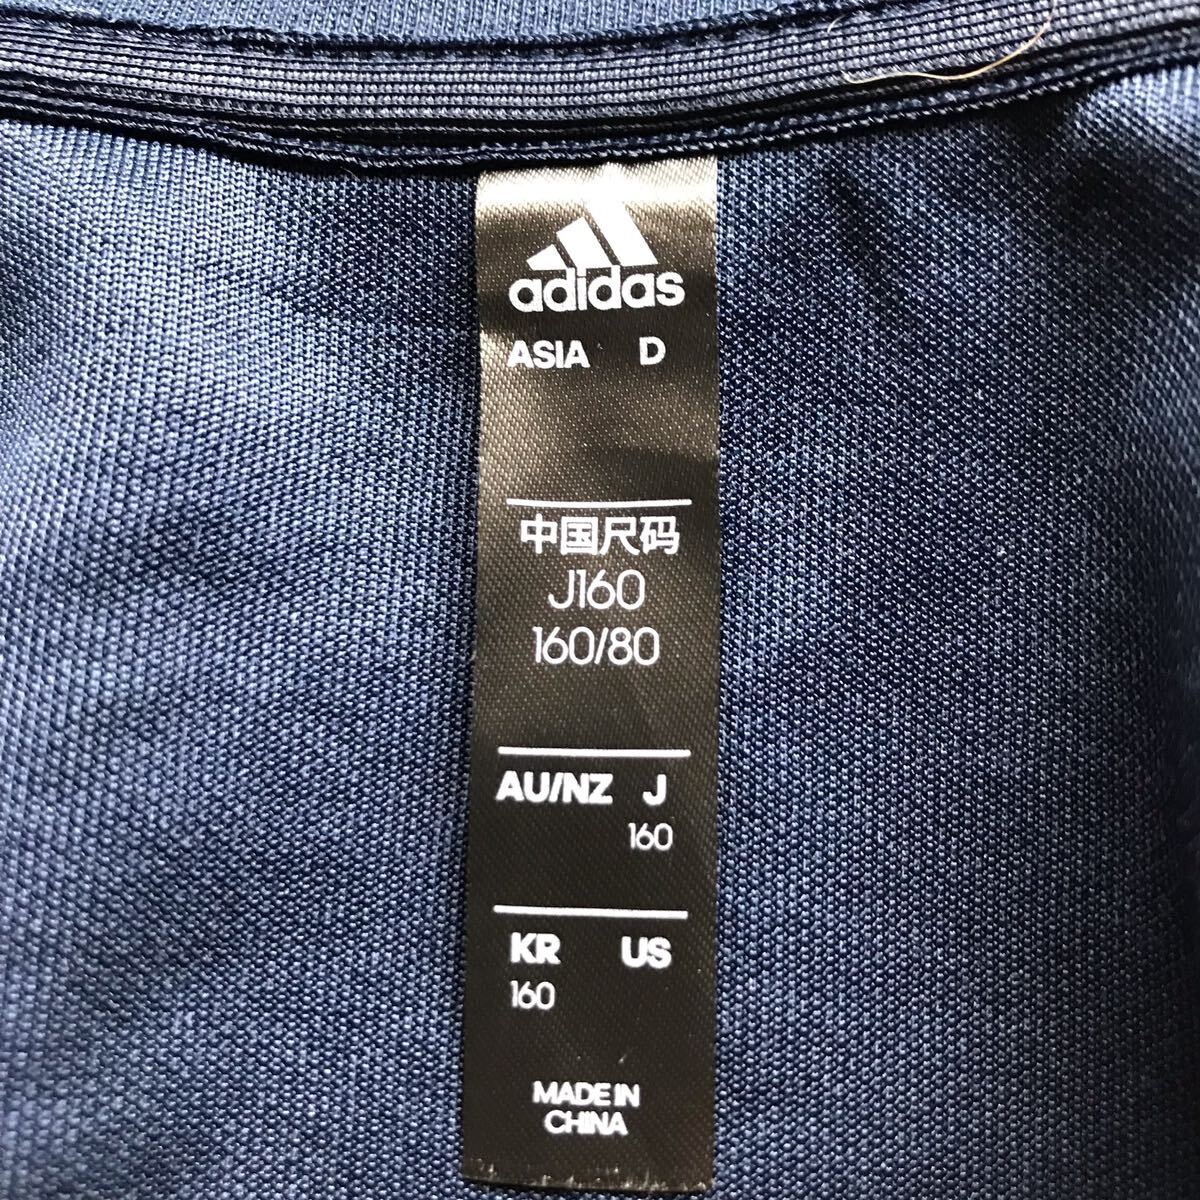 adidas
ASIA D
中国尺码
J160
160/80
AU/NZ J
160
KR US
160
MADE IN
CHINA